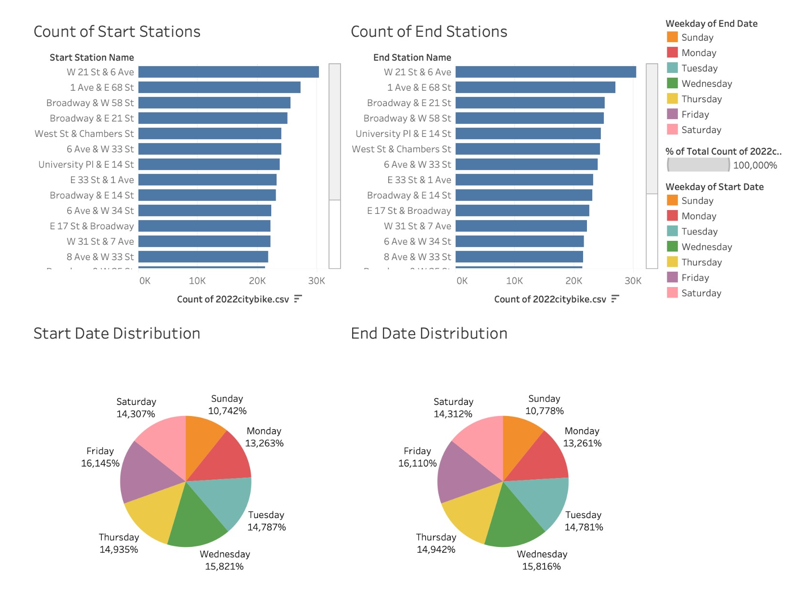 Count of Start Stations
Start Station Name
W 21 St & 6 Ave
1 Ave & E 68 St
Broadway & W 58 St
Broadway & E 21 St
West St & Chambers St
6 Ave & W 33 St
University Pl & E 14 St
E 33 St & 1 Ave
Broadway & E 14 St
6 Ave & W 34 St
E 17 St & Broadway
W 31 St & 7 Ave
8 Ave & W 33 St
0K 10K 20K 30K
Count of 2022citybike.csv
Count of End Stations
End Station Name
W 21 St & 6 Ave
1 Ave & E 68 St
Broadway & E 21 St
Broadway & W 58 St
University Pl & E 14 St
West St & Chambers St
6 Ave & W 33 St
E 33 St & 1 Ave
Broadway & E 14 St
E 17 St & Broadway
W 31 St & 7 Ave
6 Ave & W 34 St
8 Ave & W 33 St
0K 10K 20K 30K
Count of 2022citybike.csv
Weekday of End Date
Sunday
Monday
Tuesday
Wednesday
Thursday
Friday
Saturday
% of Total Count of 2022c..
100,000%
Weekday of Start Date
Sunday
Monday
Tuesday
Wednesday
Thursday
Friday
Saturday
Start Date Distribution
Sunday
10,742%
Monday
13,263%
Tuesday
14,787%
Wednesday
15,821%
Thursday
14,935%
Friday
16,145%
Saturday
14,307%
End Date Distribution
Sunday
10,778%
Monday
13,261%
Tuesday
14,781%
Wednesday
15,816%
Thursday
14,942%
Friday
16,110%
Saturday
14,312%